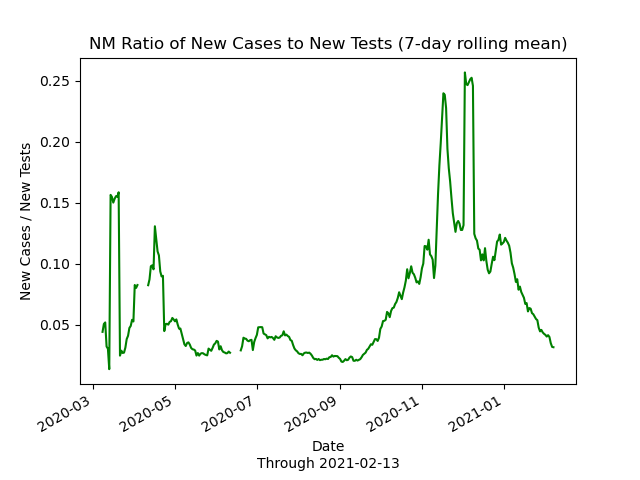 NM Ratio of New Cases to New Tests (7-day rolling mean)
New Cases / New Tests
0.25
0.20
0.15
0.10
0.05
2020-03
2020-05
2020-07
2020-09
2020-11
2021-01
Date
Through 2021-02-13